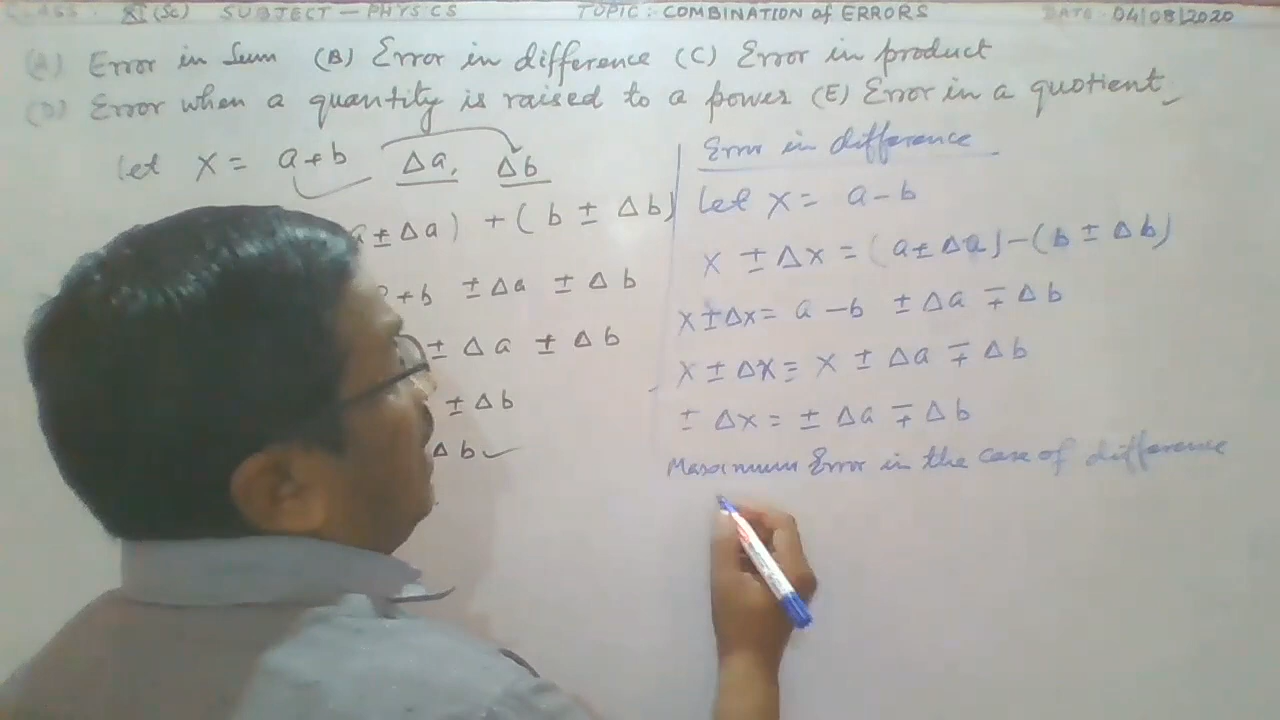 CLASS: XI (Sc) SUBJECT — PHYSICS TOPIC: COMBINATION of ERRORS DATE: 04/08/2020
(A) Error in Sum (B) Error in difference (C) Error in product
(D) Error when a quantity is raised to a power (E) Error in a quotient
let X = a + b Δa, Δb
a ± Δa) + (b ± Δb)
+ b ± Δa ± Δb
± Δa ± Δb
± Δb
Δb
Error in difference
Let X = a - b
X ± ΔX = (a ± Δa) - (b ± Δb)
X ± ΔX = a - b ± Δa ∓ Δb
X ± ΔX = X ± Δa ∓ Δb
± ΔX = ± Δa ∓ Δb
Maximum Error in the case of difference